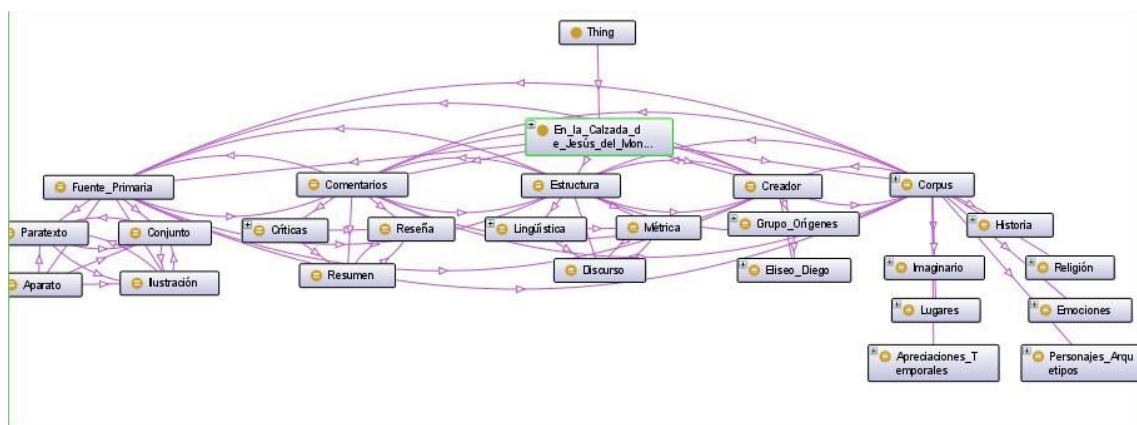 Thing
En_la_Calzada_d
e_Jesús_del_Mon...
Fuente_Primaria
Comentarios
Estructura
Creador
Corpus
Paratexto
Conjunto
Críticas
Reseña
Lingüística
Métrica
Grupo_Orígenes
Historia
Aparato
Ilustración
Resumen
Discurso
Eliseo_Diego
Imaginario
Religión
Lugares
Emociones
Apreciaciones_T
emporales
Personajes_Arqu
etipos